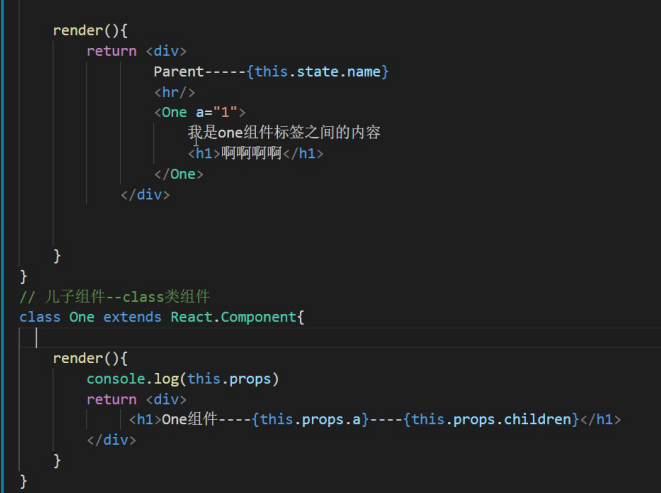 render(){
return <div>
Parent-----{this.state.name}
<hr/>
<One a="1">
我是one组件标签之间的内容
<h1>啊啊啊啊</h1>
</One>
</div>
}
}
// 儿子组件--class类组件
class One extends React.Component{
render(){
console.log(this.props)
return <div>
<h1>One组件----{this.props.a}----{this.props.children}</h1>
</div>
}
}